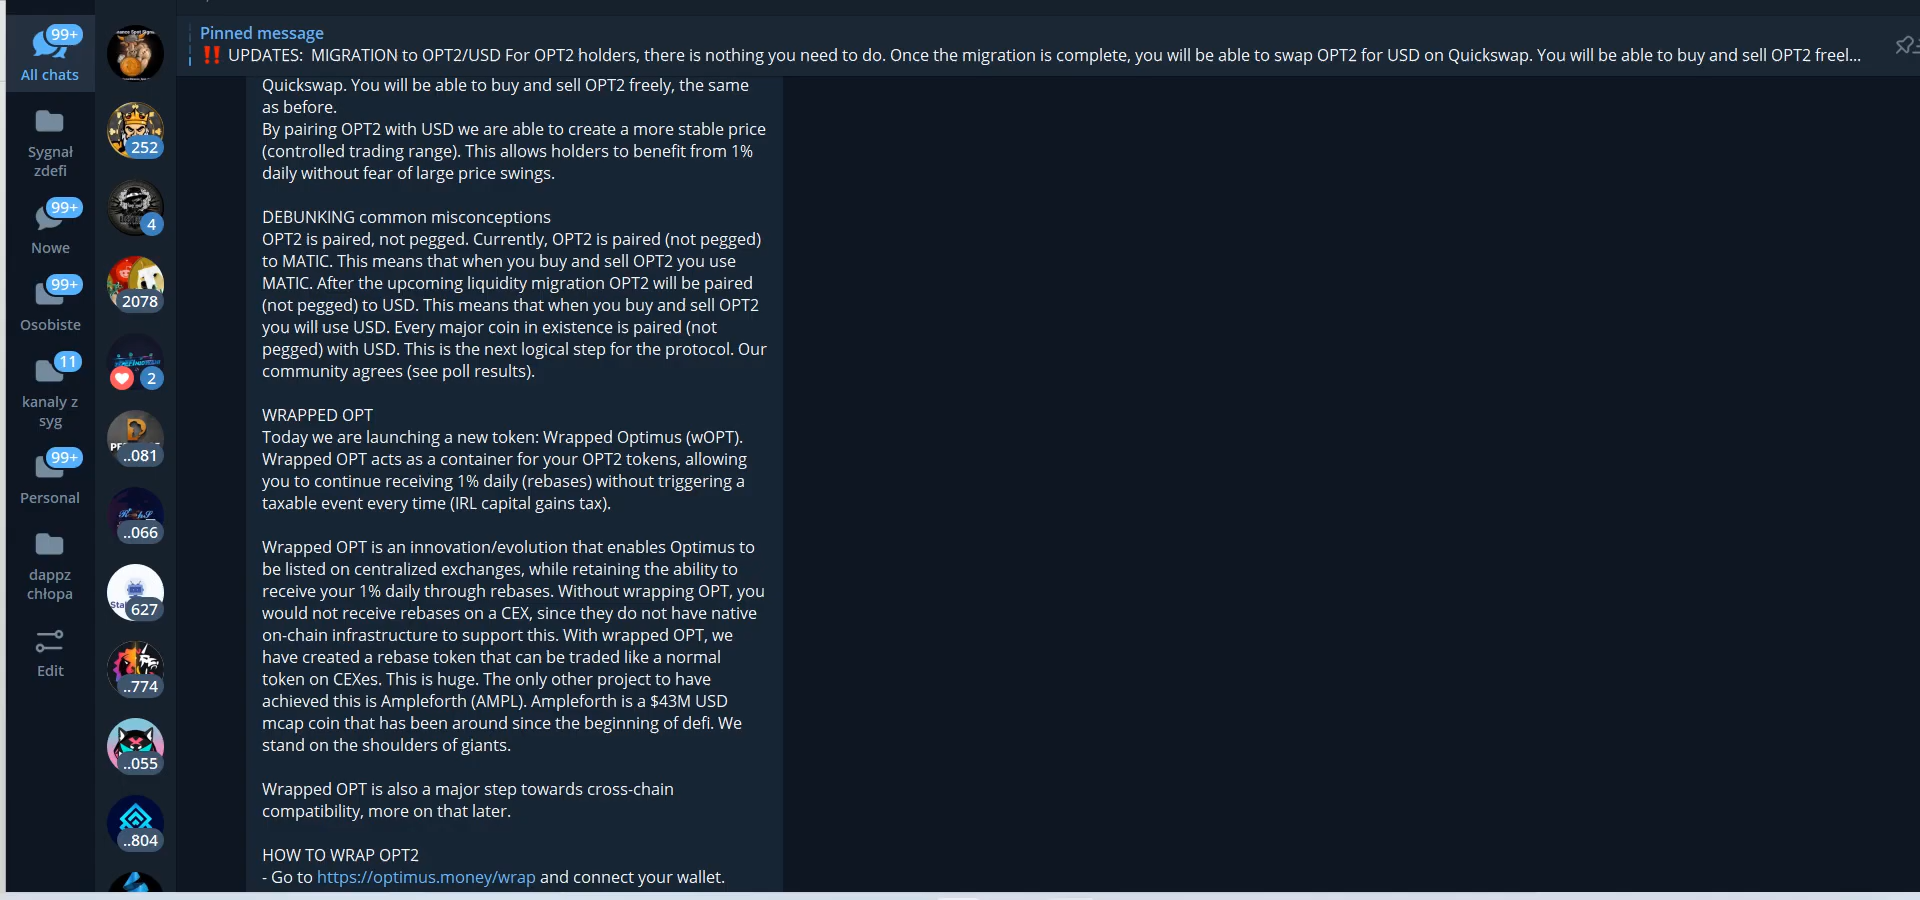 99+
All chats
Sygnał
zdefi
99+
Nowe
99+
Osobiste
11
kanaly z
syg
99+
Personal
dappz
chłopa
Edit
252
4
2078
2
..081
..066
627
..774
..055
..804
Pinned message
‼️ UPDATES:  MIGRATION to OPT2/USD For OPT2 holders, there is nothing you need to do. Once the migration is complete, you will be able to swap OPT2 for USD on Quickswap. You will be able to buy and sell OPT2 freel...
Quickswap. You will be able to buy and sell OPT2 freely, the same
as before.
By pairing OPT2 with USD we are able to create a more stable price
(controlled trading range). This allows holders to benefit from 1%
daily without fear of large price swings.
DEBUNKING common misconceptions
OPT2 is paired, not pegged. Currently, OPT2 is paired (not pegged)
to MATIC. This means that when you buy and sell OPT2 you use
MATIC. After the upcoming liquidity migration OPT2 will be paired
(not pegged) to USD. This means that when you buy and sell OPT2
you will use USD. Every major coin in existence is paired (not
pegged) with USD. This is the next logical step for the protocol. Our
community agrees (see poll results).
WRAPPED OPT
Today we are launching a new token: Wrapped Optimus (wOPT).
Wrapped OPT acts as a container for your OPT2 tokens, allowing
you to continue receiving 1% daily (rebases) without triggering a
taxable event every time (IRL capital gains tax).
Wrapped OPT is an innovation/evolution that enables Optimus to
be listed on centralized exchanges, while retaining the ability to
receive your 1% daily through rebases. Without wrapping OPT, you
would not receive rebases on a CEX, since they do not have native
on-chain infrastructure to support this. With wrapped OPT, we
have created a rebase token that can be traded like a normal
token on CEXes. This is huge. The only other project to have
achieved this is Ampleforth (AMPL). Ampleforth is a $43M USD
mcap coin that has been around since the beginning of defi. We
stand on the shoulders of giants.
Wrapped OPT is also a major step towards cross-chain
compatibility, more on that later.
HOW TO WRAP OPT2
- Go to https://optimus.money/wrap and connect your wallet.